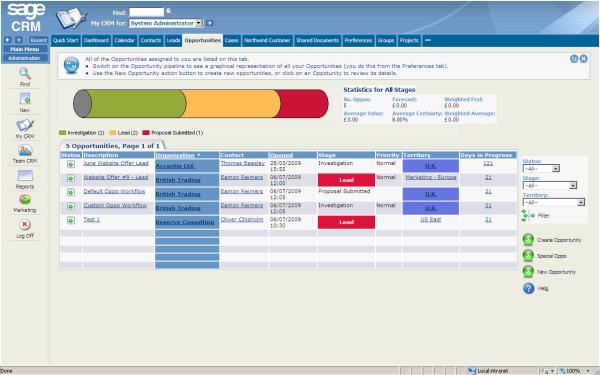 sage
CRM
Find:
My CRM for: System Administrator
Recent
Main Menu
Administration
Quick Start Dashboard Calendar Contacts Leads Opportunities Cases Northwind Customer Shared Documents Preferences Groups Projects •••
Find
New
My CRM
Team CRM
Reports
Marketing
Log Off
All of the Opportunities assigned to you are listed on this tab.
• Switch on the Opportunity pipeline to see a graphical representation of all your Opportunities (you do this from the Preferences tab).
• Use the New Opportunity action button to create new opportunities, or click on an Opportunity to review its details.
Statistics for All Stages
No. Oppos: Forecast: Weighted Fcst:
5 £0.00 £0.00
Average Value: Average Certainty: Weighted Average:
£0.00 8.00% £0.00
Investigation (2) Lead (2) Proposal Submitted (1)
5 Opportunities, Page 1 of 1
Status Description Organization Contact Opened Stage Priority Territory Days in Progress
June Website Offer Lead Accentia Ltd. Thomas Beasley 28/03/2009 15:55 Investigation Normal U.K. 121
Website Offer #9 - Lead British Trading Eamon Reimers 06/07/2009 12:00 Lead Normal Marketing - Europe 21
Default Oppo Workflow British Trading Eamon Reimers 06/07/2009 12:05 Proposal Submitted U.K. 21
Custom Oppo Workflow British Trading Eamon Reimers 06/07/2009 12:05 Investigation Normal U.K. 21
Test 1 Reserve Consulting Oliver Chisholm 06/07/2009 10:30 Lead US East 21
Status:
--All--
Stage:
--All--
Territory:
--All--
Filter
Create Opportunity
Special Oppo
New Opportunity
Help
Done
Local intranet
100%